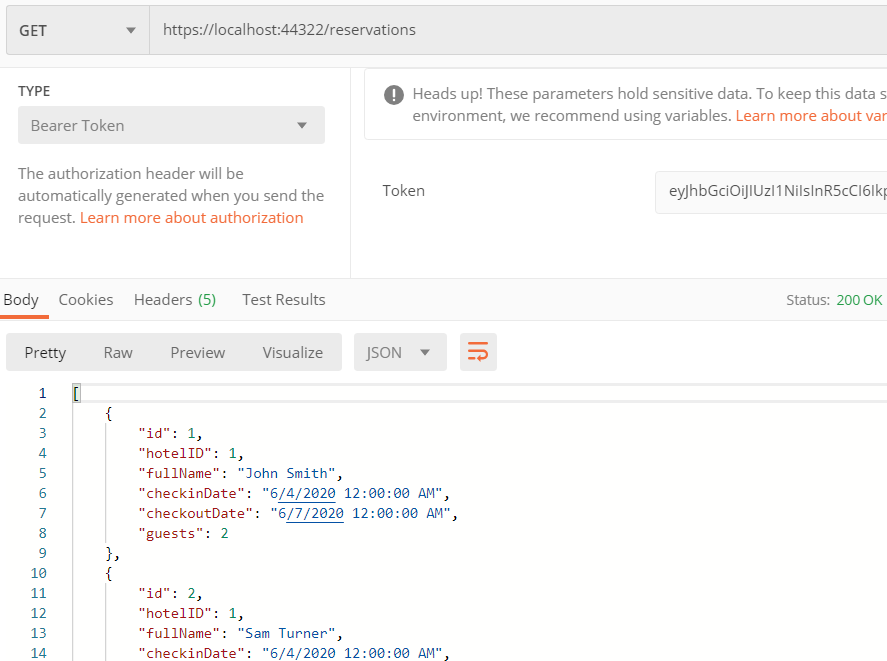 GET https://localhost:44322/reservations
TYPE
Bearer Token
The authorization header will be
automatically generated when you send the
request. Learn more about authorization
Heads up! These parameters hold sensitive data. To keep this data s
environment, we recommend using variables. Learn more about var
Token eyJhbGciOiJIUzI1NiIsInR5cCI6Ikp
Body Cookies Headers (5) Test Results Status: 200 OK
Pretty Raw Preview Visualize JSON
1 [
2 {
3 "id": 1,
4 "hotelID": 1,
5 "fullName": "John Smith",
6 "checkinDate": "6/4/2020 12:00:00 AM",
7 "checkoutDate": "6/7/2020 12:00:00 AM",
8 "guests": 2
9 },
10 {
11 "id": 2,
12 "hotelID": 1,
13 "fullName": "Sam Turner",
14 "checkinDate": "6/4/2020 12:00:00 AM",